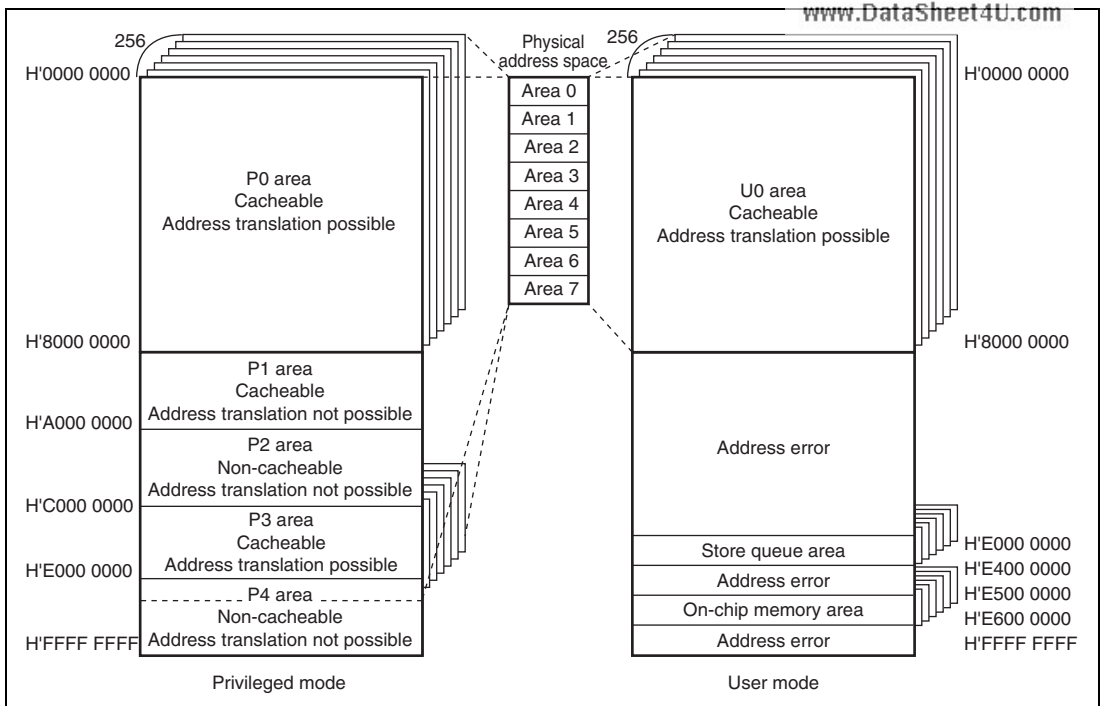 www.DataSheet4U.com
256
H'0000 0000
P0 area
Cacheable
Address translation possible
H'8000 0000
P1 area
Cacheable
Address translation not possible
H'A000 0000
P2 area
Non-cacheable
Address translation not possible
H'C000 0000
P3 area
Cacheable
Address translation possible
H'E000 0000
P4 area
Non-cacheable
Address translation not possible
H'FFFF FFFF
Privileged mode
Physical
address space
Area 0
Area 1
Area 2
Area 3
Area 4
Area 5
Area 6
Area 7
256
H'0000 0000
U0 area
Cacheable
Address translation possible
H'8000 0000
Address error
H'E000 0000
Store queue area
H'E400 0000
Address error
H'E500 0000
On-chip memory area
H'E600 0000
Address error
H'FFFF FFFF
User mode